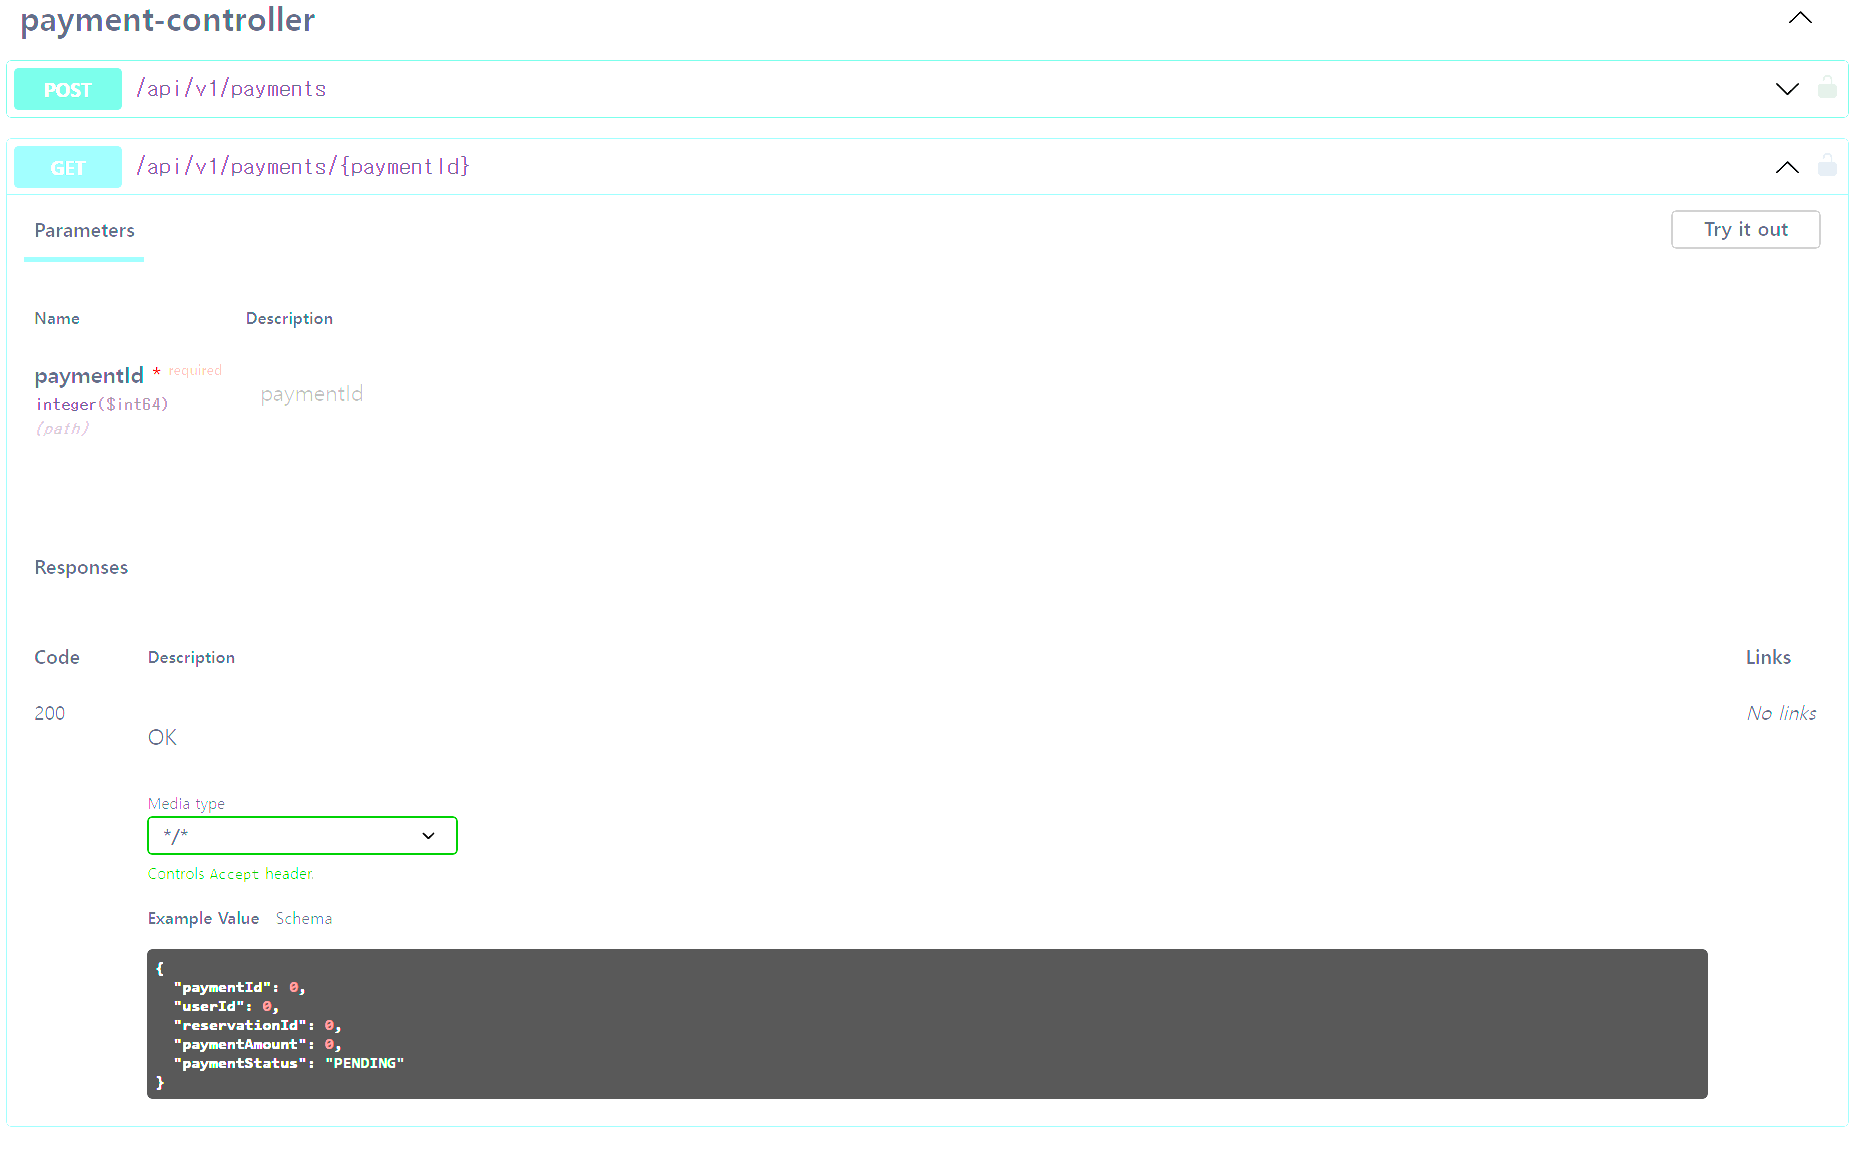 payment-controller
POST /api/v1/payments
GET /api/v1/payments/{paymentId}
Parameters
Try it out
Name Description
paymentId * required
integer($int64)
(path)
paymentId
Responses
Code Description Links
200 No links
OK
Media type
*/*
Controls Accept header.
Example Value Schema
{
"paymentId": 0,
"userId": 0,
"reservationId": 0,
"paymentAmount": 0,
"paymentStatus": "PENDING"
}